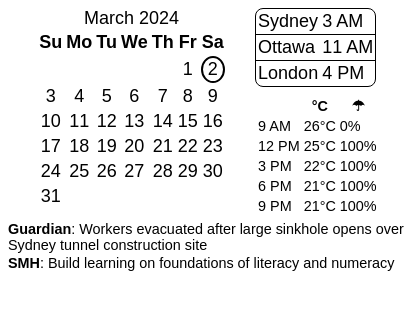 March 2024
Su Mo Tu We Th Fr Sa
1 2
3 4 5 6 7 8 9
10 11 12 13 14 15 16
17 18 19 20 21 22 23
24 25 26 27 28 29 30
31
Sydney 3 AM
Ottawa 11 AM
London 4 PM
°C ☂
9 AM 26°C 0%
12 PM 25°C 100%
3 PM 22°C 100%
6 PM 21°C 100%
9 PM 21°C 100%
Guardian: Workers evacuated after large sinkhole opens over
Sydney tunnel construction site
SMH: Build learning on foundations of literacy and numeracy